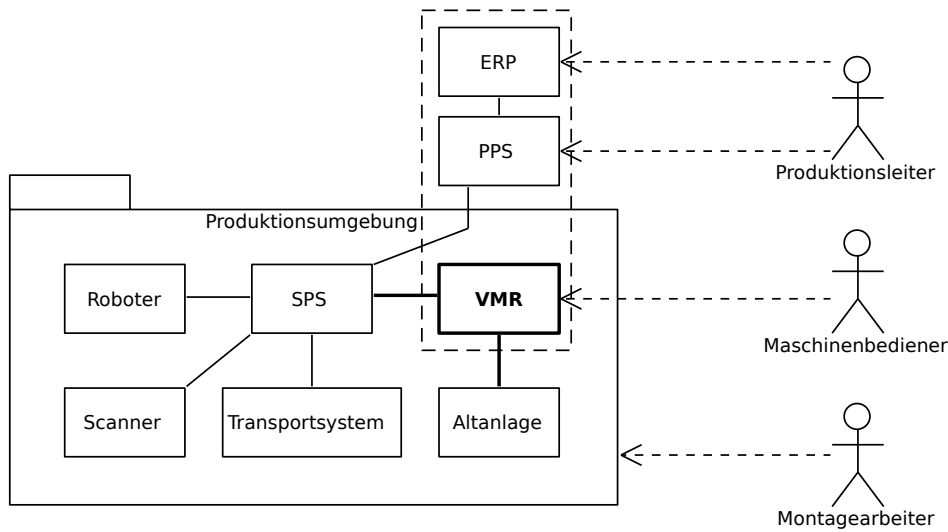 ERP
PPS
Produktionsleiter
Produktionsumgebung
Roboter
SPS
VMR
Maschinenbediener
Scanner
Transportsystem
Altanlage
Montagearbeiter